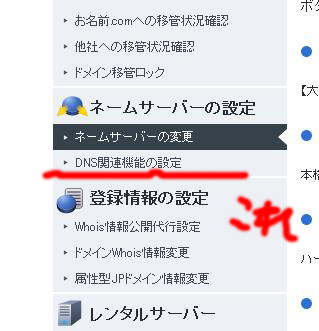 お名前.comへの移管状況確認
他社への移管状況確認
ドメイン移管ロック
ネームサーバーの設定
ネームサーバーの変更
DNS関連機能の設定
登録情報の設定
これ
Whois情報公開代行設定
ドメインWhois情報変更
属性型JPドメイン情報変更
レンタルサーバー
ボタ
【大
本格
ハー